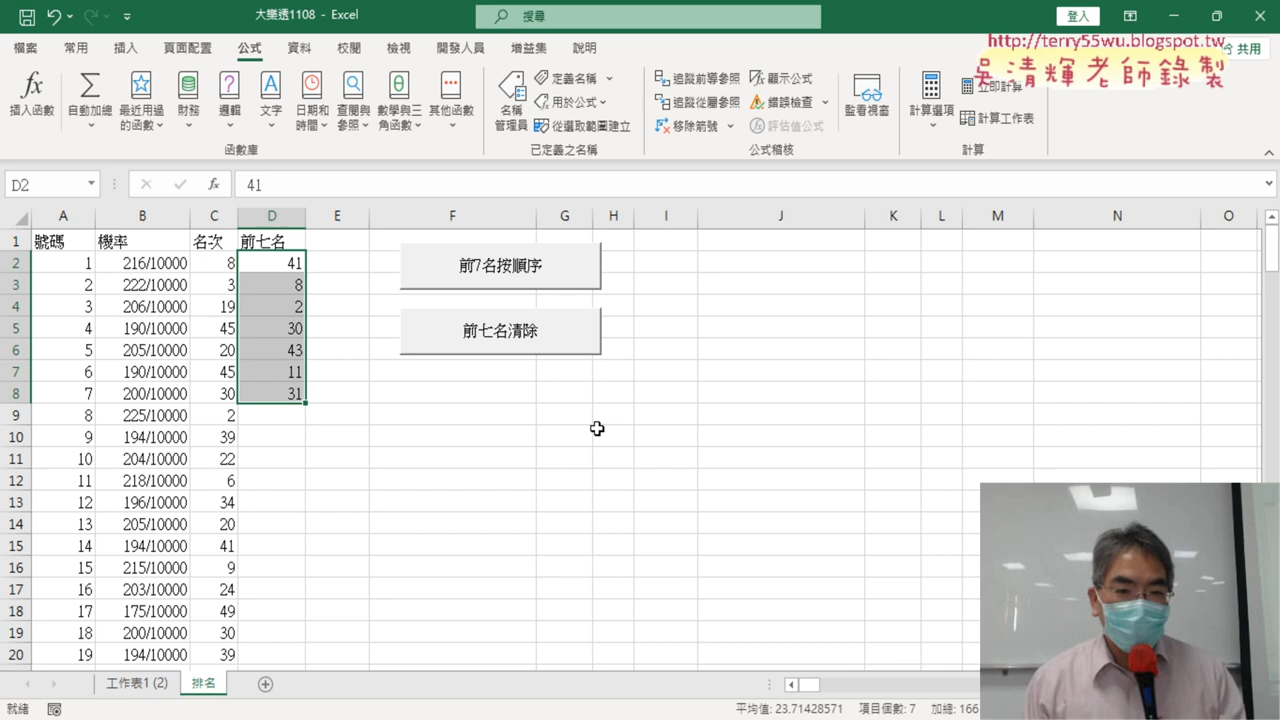 大樂透1108 - Excel
搜尋
登入
http://terry55wu.blogspot.tw
吳清輝老師錄製
檔案 常用 插入 頁面配置 公式 資料 校閱 檢視 開發人員 增益集 說明
共用
插入函數
自動加總
最近用過的函數
財務
邏輯
文字
日期和時間
查閱與參照
數學與三角函數
其他函數
函數庫
名稱管理員
定義名稱
用於公式
從選取範圍建立
已定義之名稱
追蹤前導參照
追蹤從屬參照
移除箭號
顯示公式
錯誤檢查
評估值公式
公式稽核
監看視窗
計算選項
立即計算
計算工作表
計算
D2 fx 41
A B C D E F G H I J K L M N O
1 號碼 機率 名次 前七名
2 1 216/10000 8 41
3 2 222/10000 3 8
4 3 206/10000 19 2
5 4 190/10000 45 30
6 5 205/10000 20 43
7 6 190/10000 45 11
8 7 200/10000 30 31
9 8 225/10000 2
10 9 194/10000 39
11 10 204/10000 22
12 11 218/10000 6
13 12 196/10000 34
14 13 205/10000 20
15 14 194/10000 41
16 15 215/10000 9
17 16 203/10000 24
18 17 175/10000 49
19 18 200/10000 30
20 19 194/10000 39
前7名按順序
前七名清除
工作表1 (2) 排名
就緒
平均值: 23.71428571 項目個數: 7 加總: 166